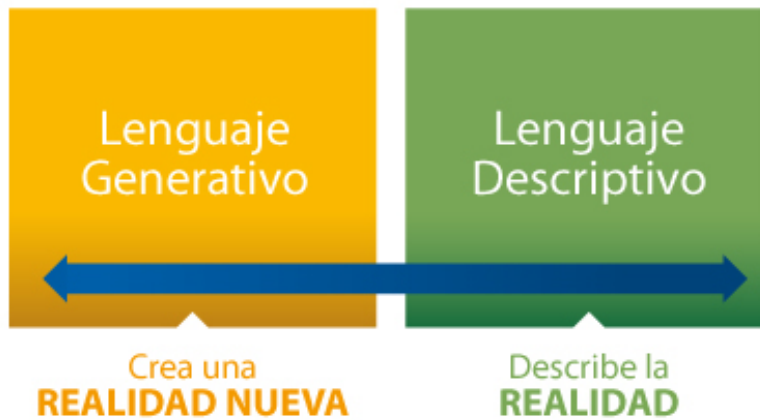 Lenguaje
Generativo
Lenguaje
Descriptivo
Crea una
REALIDAD NUEVA
Describe la
REALIDAD